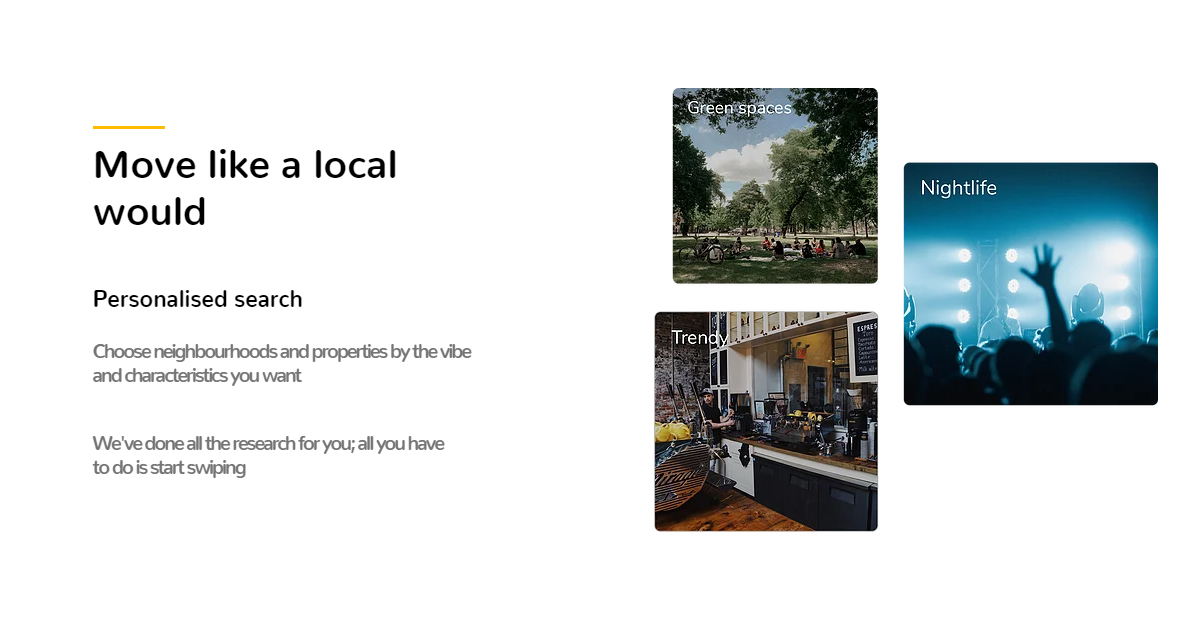 Move like a local
would
Personalised search
Choose neighbourhoods and properties by the vibe
and characteristics you want
We've done all the research for you; all you have
to do is start swiping
Green spaces
Nightlife
Trendy
ESPRES